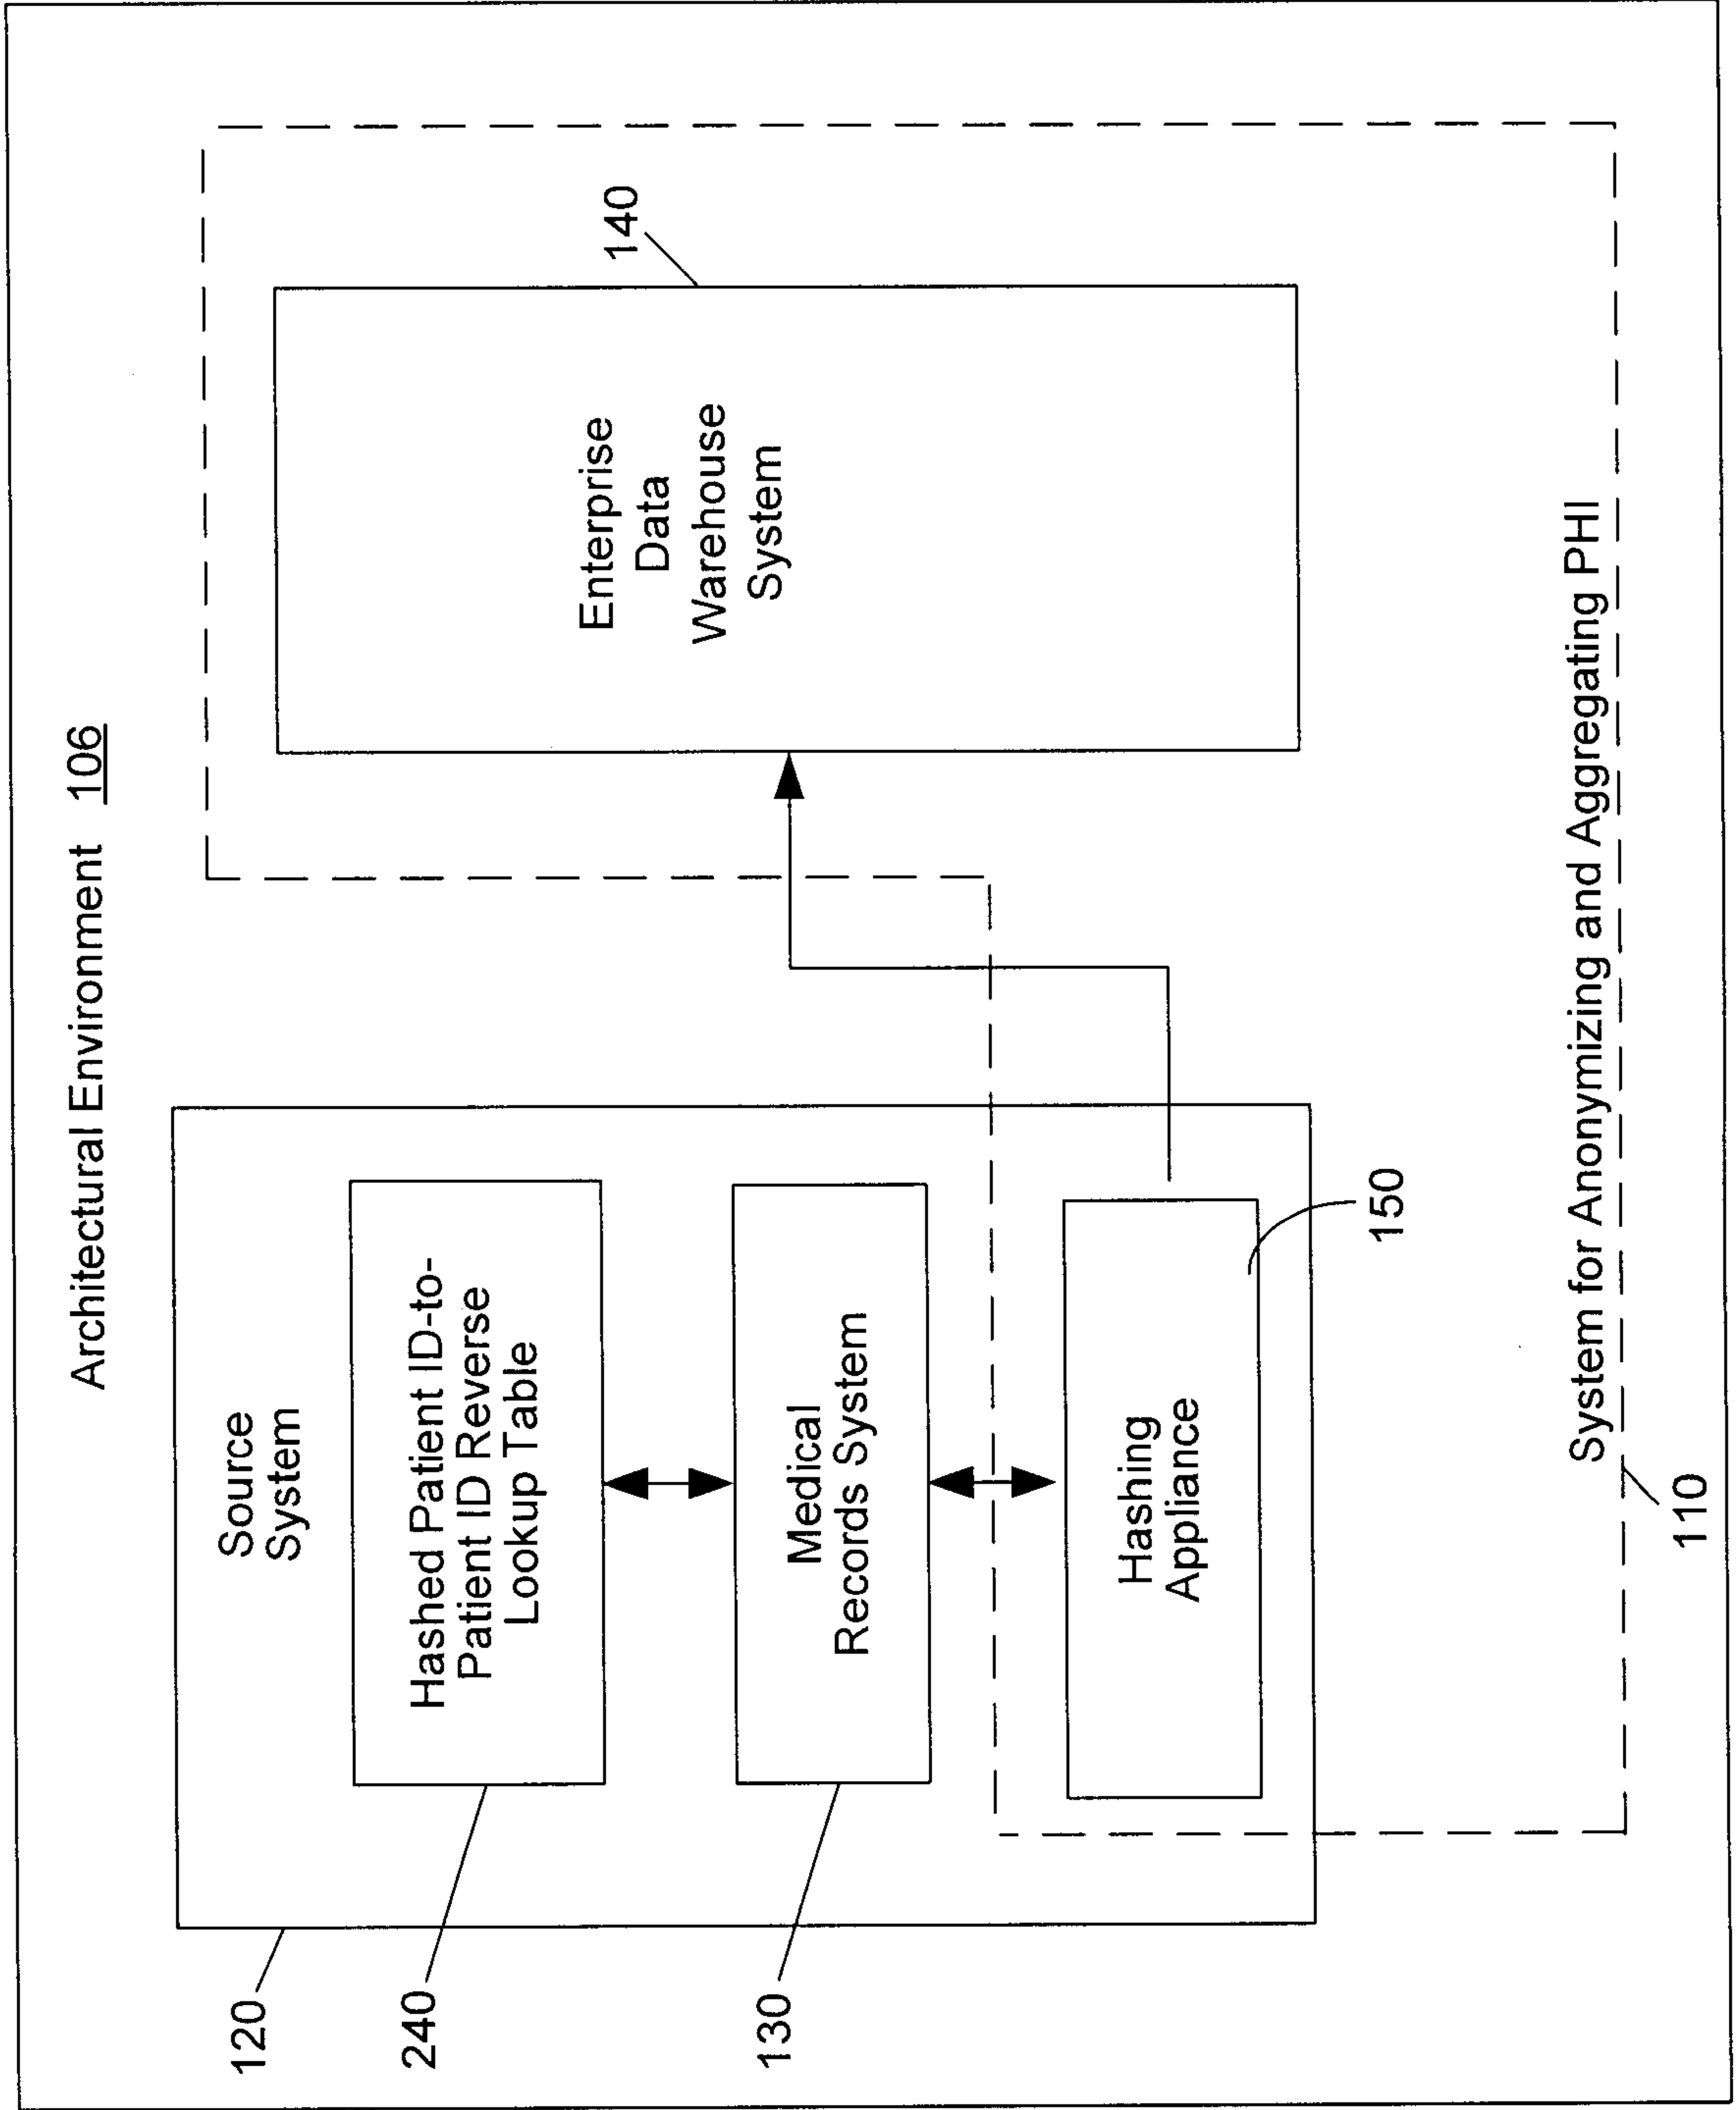 Architectural Environment 106
120
Source
System
240
Hashed Patient ID-to-
Patient ID Reverse
Lookup Table
130
Medical
Records System
Hashing
Appliance
150
Enterprise
Data
Warehouse
System
140
System for Anonymizing and Aggregating PHI
110